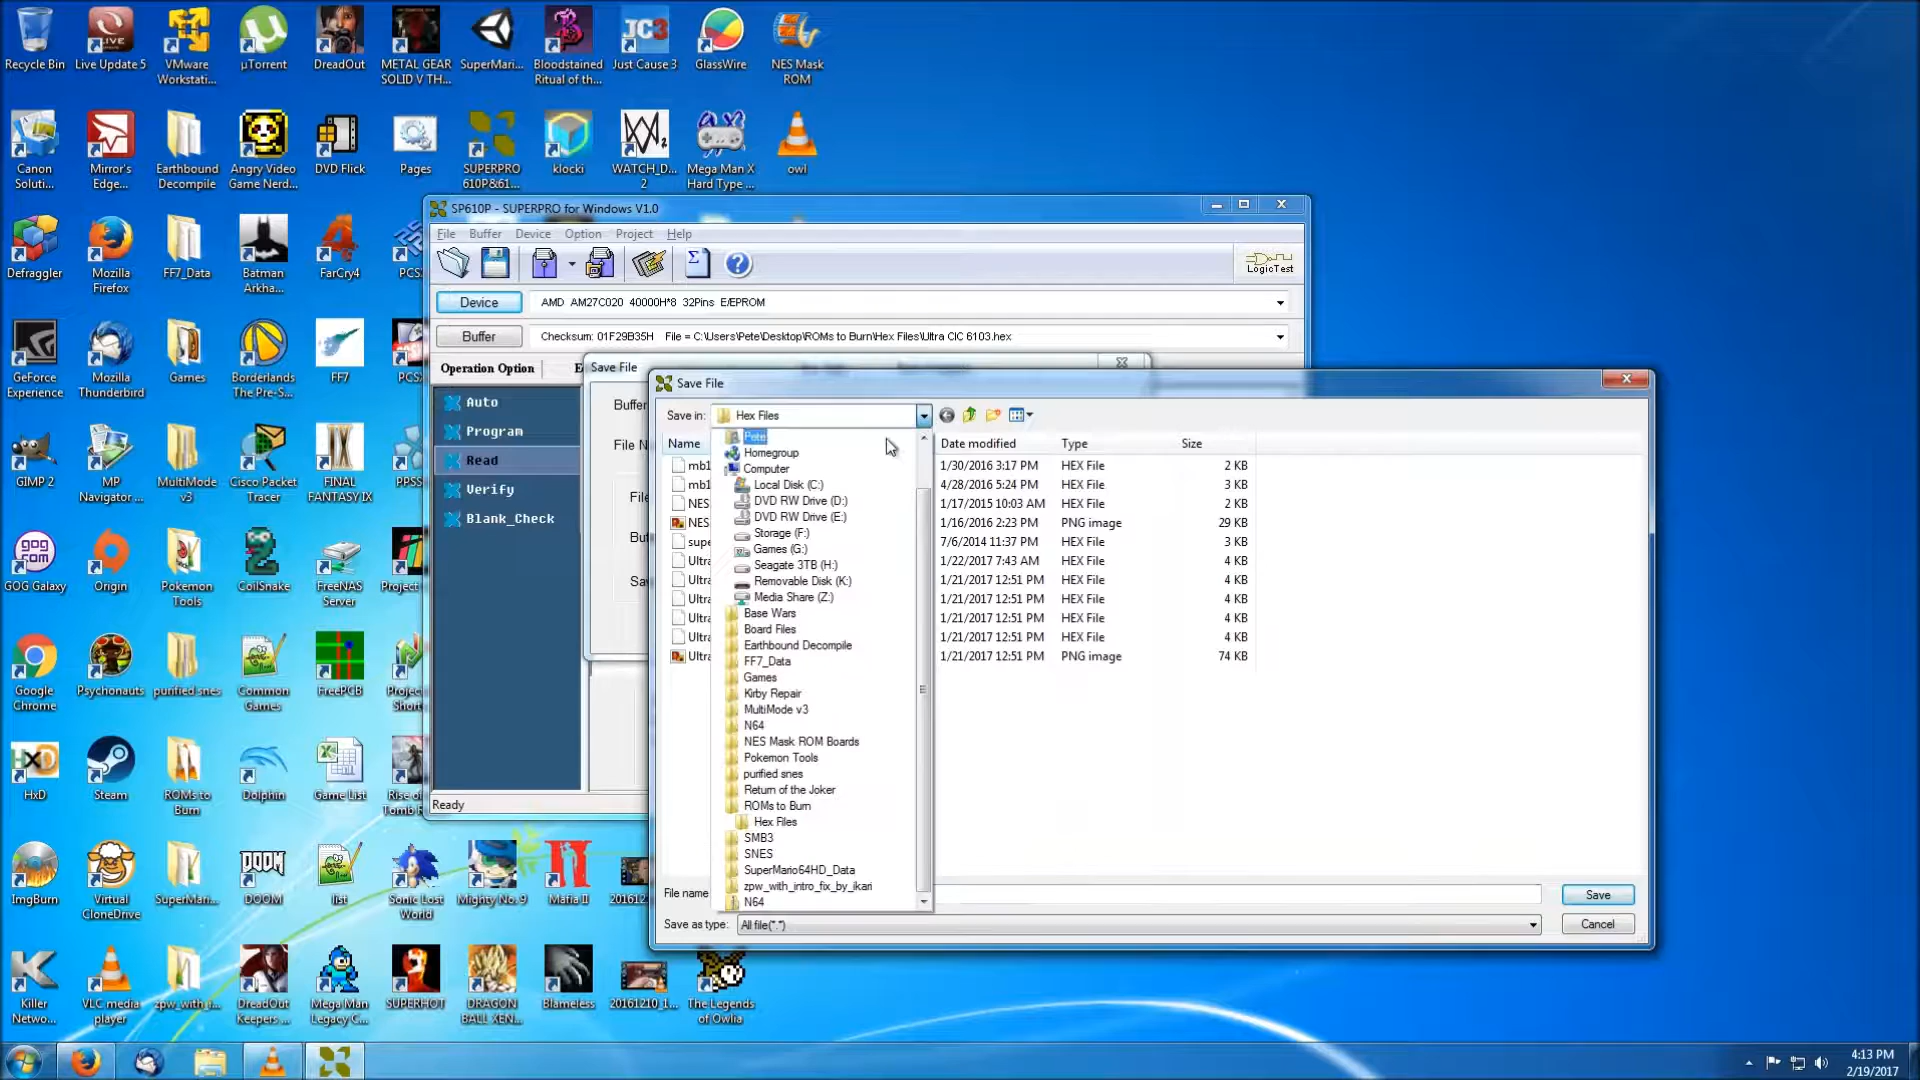 Recycle Bin
Live Update 5
VMware
Workstati...
µTorrent
DreadOut
METAL GEAR
SOLID V TH...
SuperMari...
Bloodstained
Ritual of th...
Just Cause 3
GlassWire
NES Mask
ROM
Canon
Soluti...
Mirror's
Edge...
Earthbound
Decompile
Angry Video
Game Nerd...
DVD Flick
Pages
SUPERPRO
610P&61...
klocki
WATCH_D...
2
Mega Man X
Hard Type ...
owl
Defraggler
Mozilla
Firefox
FF7_Data
Batman
Arkha...
FarCry4
GeForce
Experience
Mozilla
Thunderbird
Games
Borderlands
The Pre-S...
FF7
GIMP 2
MP
Navigator ...
MultiMode
v3
Cisco Packet
Tracer
FINAL
FANTASY IX
GOG Galaxy
Origin
Pokemon
Tools
CoilSnake
FreeNAS
Server
Google
Chrome
Psychonauts
purified snes
Common
Games
FreePCB
HxD
Steam
ROMs to
Burn
Dolphin
Game List
ImgBurn
Virtual
CloneDrive
SuperMari...
DOOM
list
Sonic Lost
World
Mighty No. 9
Mafia II
Killer
Netwo...
VLC media
player
zpw_with_i...
DreadOut
Keepers ...
Mega Man
Legacy C...
SUPERHOT
DRAGON
BALL XEN...
Blameless
20161210_1...
The Legends
of Owlia
SP610P - SUPERPRO for Windows V1.0
File Buffer Device Option Project Help
LogicTest
Device AMD AM27C020 40000H*8 32Pins E/EPROM
Buffer Checksum: 01F29B35H File = C:\Users\Pete\Desktop\ROMs to Burn\Hex Files\Ultra CIC 6103.hex
Operation Option
Auto
Program
Read
Verify
Blank_Check
Ready
Save File
Buffer
File N
Save File
Save in: Hex Files
Name Date modified Type Size
Pete
Homegroup
Computer
Local Disk (C:)
DVD RW Drive (D:)
DVD RW Drive (E:)
Storage (F:)
Games (G:)
Seagate 3TB (H:)
Removable Disk (K:)
Media Share (Z:)
Base Wars
Board Files
Earthbound Decompile
FF7_Data
Games
Kirby Repair
MultiMode v3
N64
NES Mask ROM Boards
Pokemon Tools
purified snes
Return of the Joker
ROMs to Burn
Hex Files
SMB3
SNES
SuperMario64HD_Data
zpw_with_intro_fix_by_ikari
N64
mb1 1/30/2016 3:17 PM HEX File 2 KB
mb1 4/28/2016 5:24 PM HEX File 3 KB
NES 1/17/2015 10:03 AM HEX File 2 KB
NES 1/16/2016 2:23 PM PNG image 29 KB
supe 7/6/2014 11:37 PM HEX File 3 KB
Ultra 1/22/2017 7:43 AM HEX File 4 KB
Ultra 1/21/2017 12:51 PM HEX File 4 KB
Ultra 1/21/2017 12:51 PM HEX File 4 KB
Ultra 1/21/2017 12:51 PM HEX File 4 KB
Ultra 1/21/2017 12:51 PM HEX File 4 KB
Ultra 1/21/2017 12:51 PM PNG image 74 KB
File name
Save
Save as type: All file(*.*)
Cancel
4:13 PM
2/19/2017